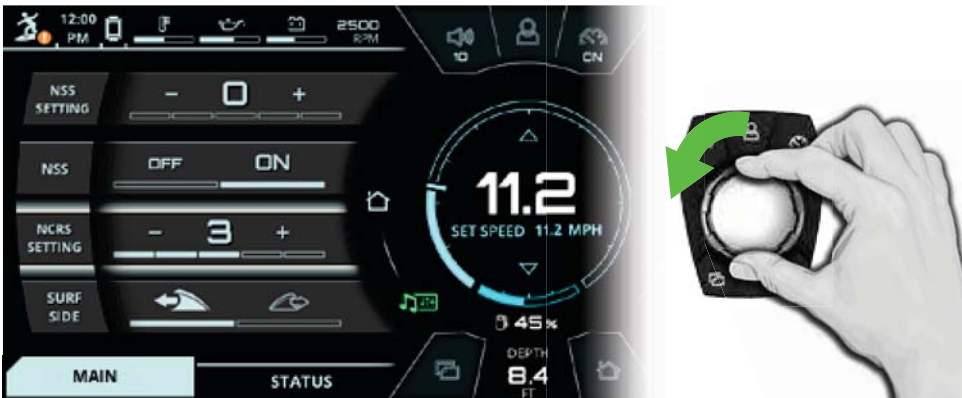 12:00
PM
2500
RPM
10
ON
NSS
SETTING
- 0 +
NSS
OFF ON
NCRS
SETTING
- 3 +
SURF
SIDE
11.2
SET SPEED 11.2 MPH
45%
DEPTH
8.4
FT
MAIN
STATUS